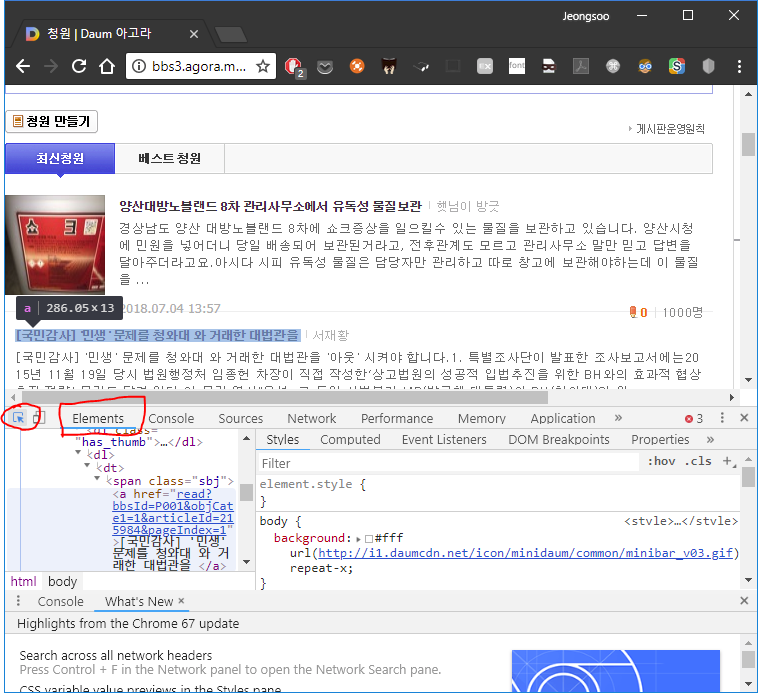 Jeongsoo
청원 | Daum 아고라
bbs3.agora.m...
2
EX
font
청원 만들기
게시판운영원칙
최신청원
베스트 청원
양산대방노블랜드 8차 관리사무소에서 유독성 물질보관 | 햇님이 방긋
경상남도 양산 대방노블랜드 8차에 쇼크증상을 일으킬수 있는 물질을 보관하고 있습니다. 양산시청
에 민원을 넣어더니 당일 배송되어 보관된거라고, 전후관계도 모르고 관리사무소 말만 믿고 답변을
달아주더라고요.아시다 시피 유독성 물질은 담당자만 관리하고 따로 창고에 보관해야하는데 이 물질
을 ...
쇼 크
a | 286.05×13
2018.07.04 13:57
0 | 1000명
[국민감사] '민생' 문제를 청와대 와 거래한 대법관을 | 서재황
[국민감사] '민생' 문제를 청와대 와 거래한 대법관을 '아웃' 시켜야 합니다.1. 특별조사단이 발표한 조사보고서에는20
15년 11월 19일 당시 법원행정처 임종헌 차장이 직접 작성한‘상고법원의 성공적 입법추진을 위한 BH와의 효과적 협상
Elements
Console
Sources
Network
Performance
Memory
Application
»
3
<dl class=
"has_thumb">…</dl>
<dl>
<dt>
<span class="sbj">
<a href="read?
bbsId=P001&objCat
e1=1&articleId=21
5984&pageIndex=1"
>[국민감사] '민생'
문제를 청와대 와 거
래한 대법관을 </a>
html body
Styles
Computed
Event Listeners
DOM Breakpoints
Properties
»
Filter
:hov .cls +
element.style {
}
body {
<style>…</style>
background: #fff
url(http://i1.daumcdn.net/icon/minidaum/common/minibar_v03.gif)
repeat-x;
}
Console
What's New ×
Highlights from the Chrome 67 update
Search across all network headers
Press Control + F in the Network panel to open the Network Search pane.
CSS variable value previews in the Styles pane